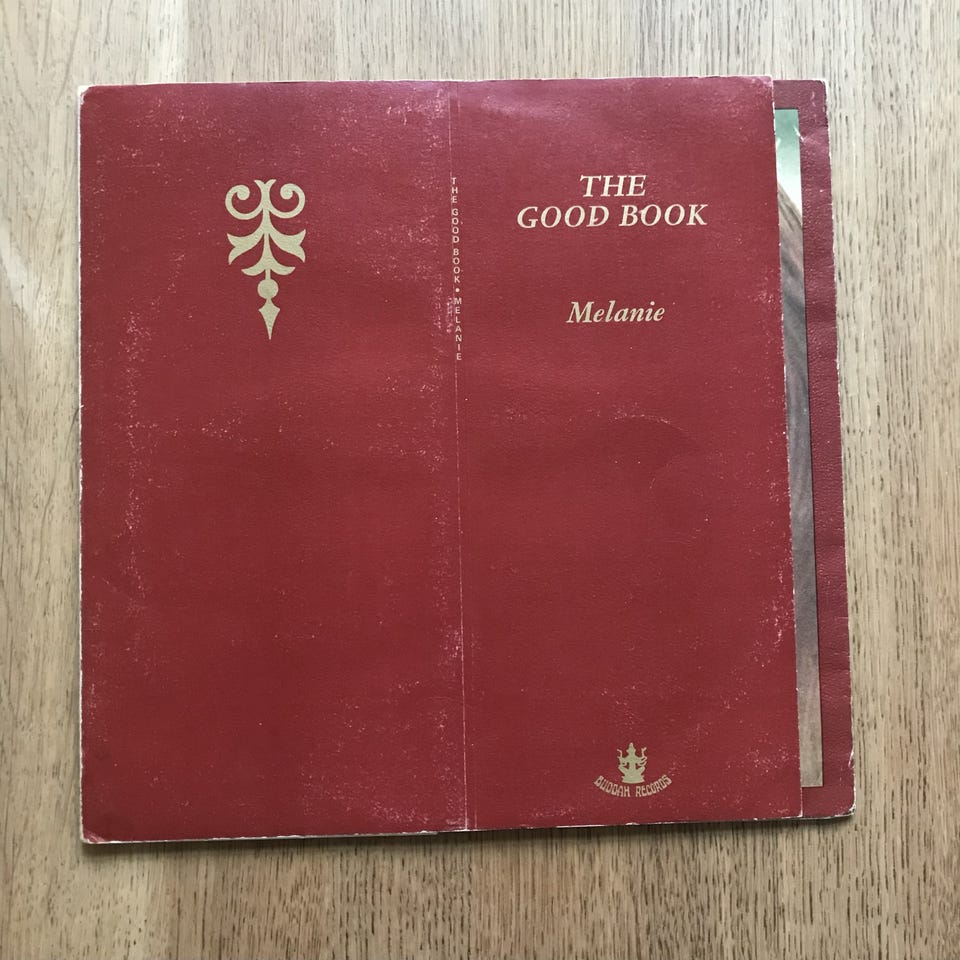 THE GOOD BOOK • MELANIE
THE
GOOD BOOK
Melanie
BUDDAH RECORDS